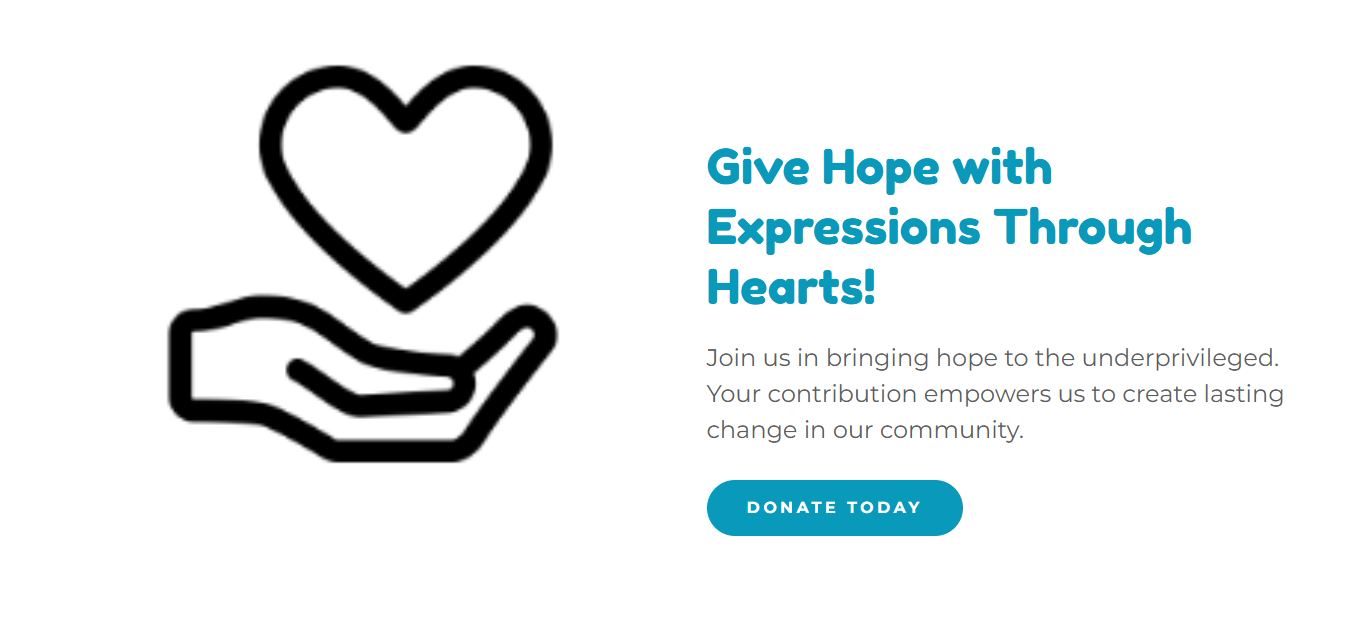 Give Hope with
Expressions Through
Hearts!
Join us in bringing hope to the underprivileged.
Your contribution empowers us to create lasting
change in our community.
DONATE TODAY